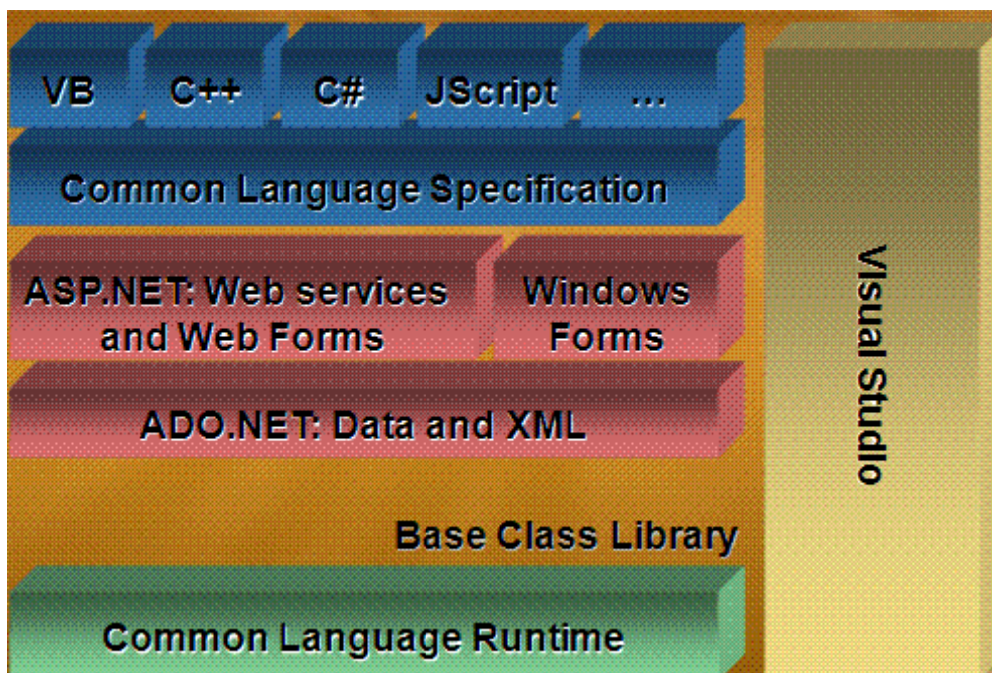 VB
C++
C#
JScript
...
Common Language Specification
ASP.NET: Web services
and Web Forms
Windows
Forms
ADO.NET: Data and XML
Base Class Library
Common Language Runtime
Visual Studio